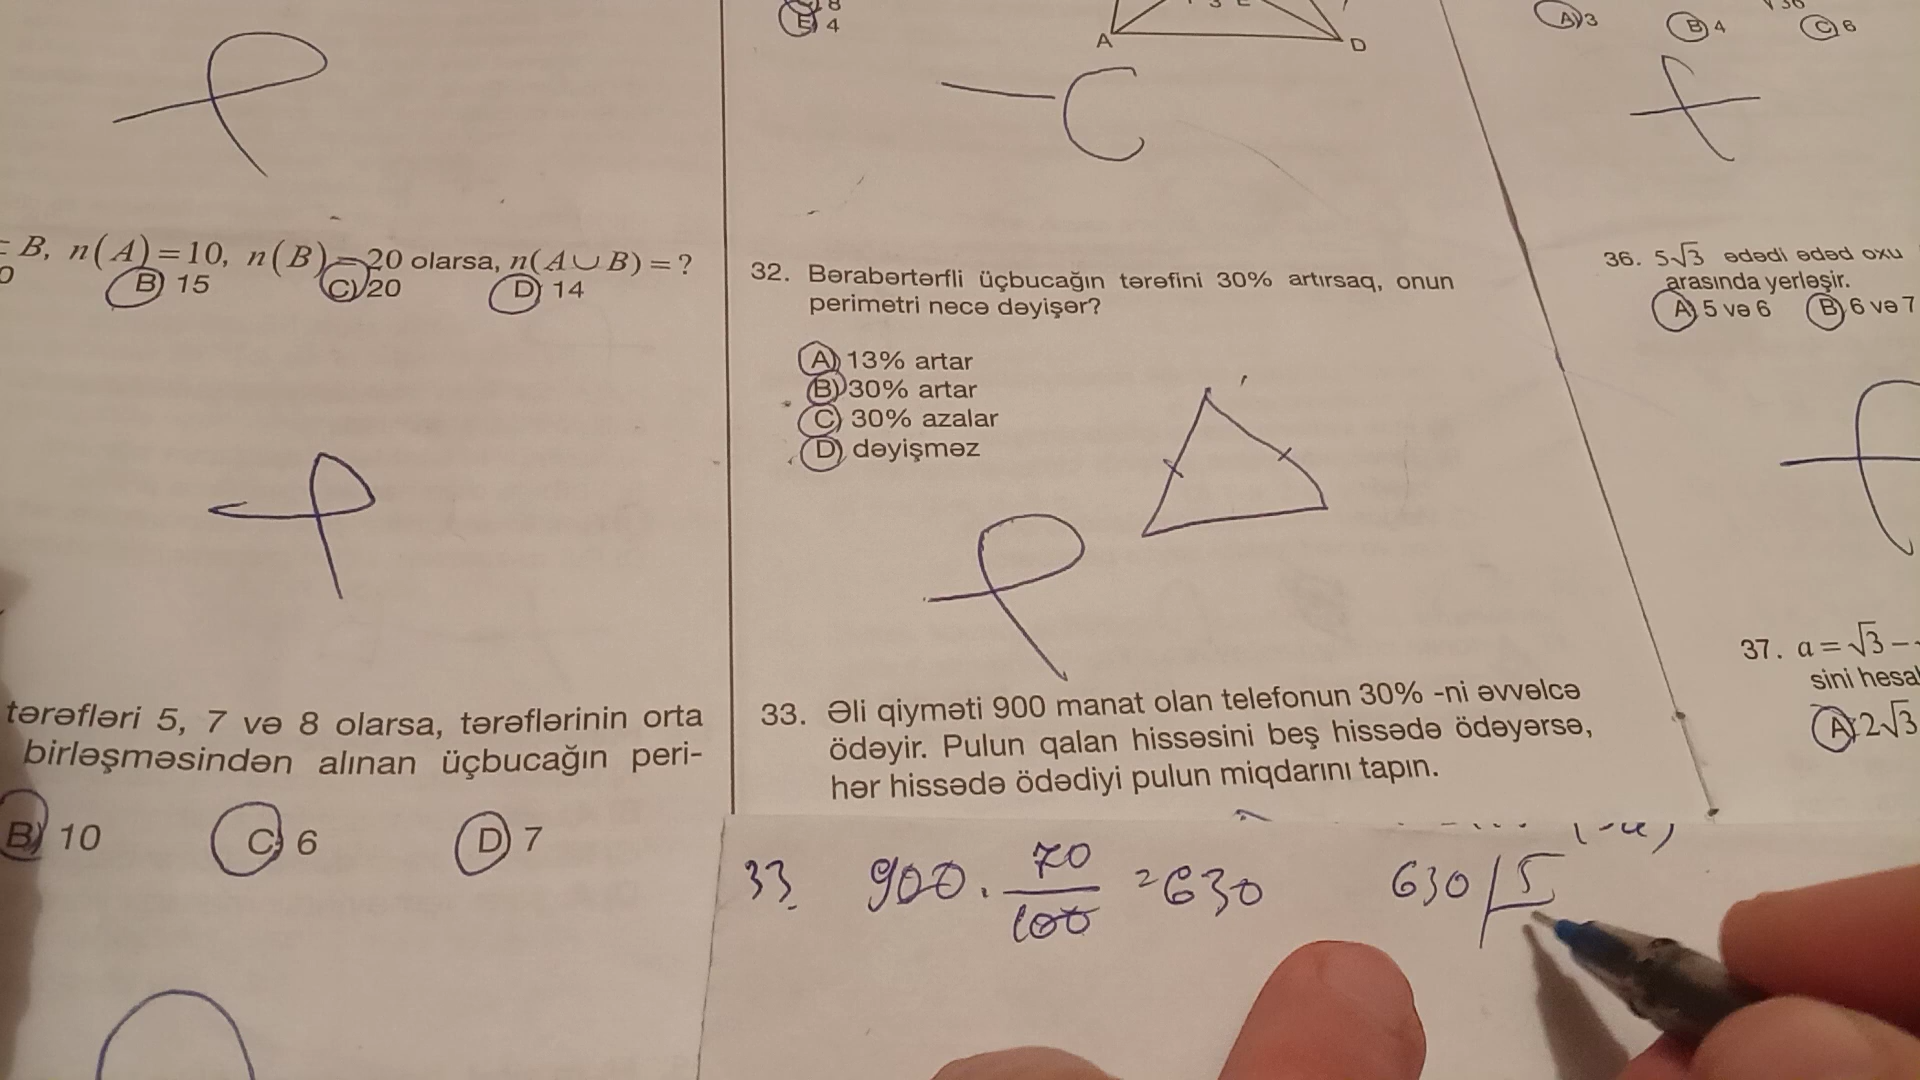 E) 4
A
D
A) 3 B) 4 C) 6
= B, n(A)=10, n(B)=20 olarsa, n(A∪B)=?
B) 15 C) 20 D) 14
tərəfləri 5, 7 və 8 olarsa, tərəflərinin orta
birləşməsindən alınan üçbucağın peri-
B) 10 C) 6 D) 7
32. Bərabərtərfli üçbucağın tərəfini 30% artırsaq, onun
perimetri necə dəyişər?
A) 13% artar
B) 30% artar
C) 30% azalar
D) dəyişməz
33. Əli qiyməti 900 manat olan telefonun 30% -ni əvvəlcə
ödəyir. Pulun qalan hissəsini beş hissədə ödəyərsə,
hər hissədə ödədiyi pulun miqdarını tapın.
33. 900 · 70/100 = 630 630 | 5
36. 5√3 ədədi ədəd oxu
arasında yerləşir.
A) 5 və 6 B) 6 və 7
37. a = √3 -
sini hesa
A) 2√3